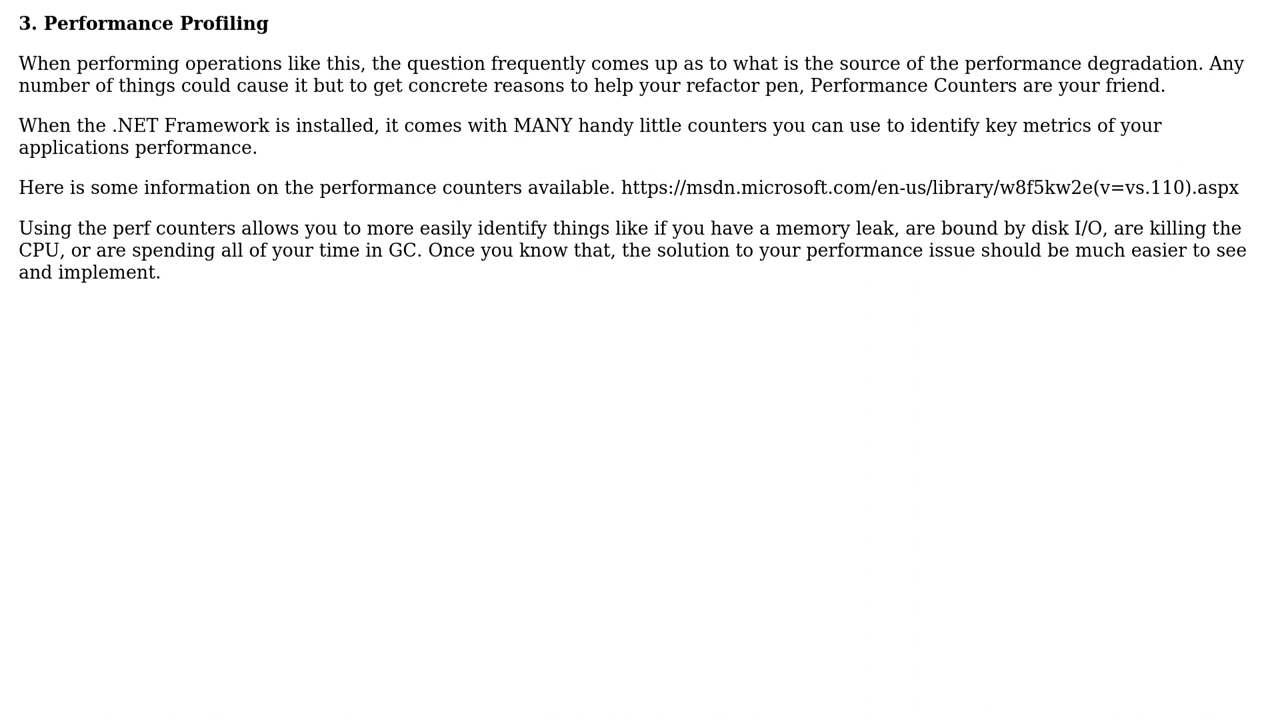 3. Performance Profiling
When performing operations like this, the question frequently comes up as to what is the source of the performance degradation. Any
number of things could cause it but to get concrete reasons to help your refactor pen, Performance Counters are your friend.
When the .NET Framework is installed, it comes with MANY handy little counters you can use to identify key metrics of your
applications performance.
Here is some information on the performance counters available. https://msdn.microsoft.com/en-us/library/w8f5kw2e(v=vs.110).aspx
Using the perf counters allows you to more easily identify things like if you have a memory leak, are bound by disk I/O, are killing the
CPU, or are spending all of your time in GC. Once you know that, the solution to your performance issue should be much easier to see
and implement.